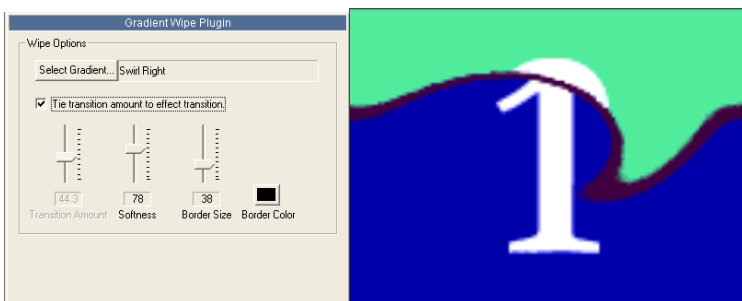 Gradient Wipe Plugin
Wipe Options
Select Gradient... Swirl Right
Tie transition amount to effect transition.
44.3 78 38
Transition Amount Softness Border Size Border Color
1